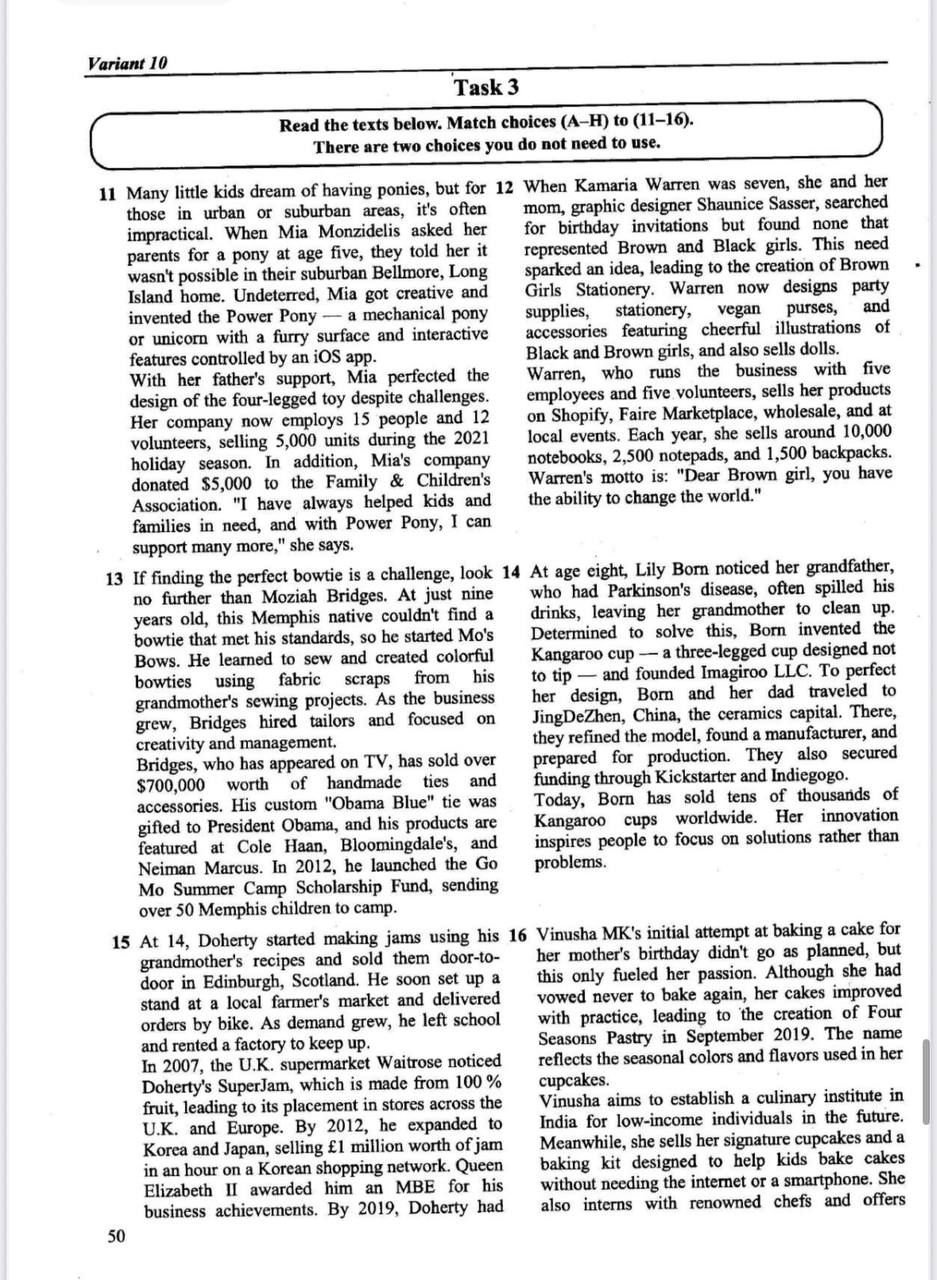 Variant 10
Task 3
Read the texts below. Match choices (A–H) to (11–16).
There are two choices you do not need to use.
11 Many little kids dream of having ponies, but for
those in urban or suburban areas, it's often
impractical. When Mia Monzidelis asked her
parents for a pony at age five, they told her it
wasn't possible in their suburban Bellmore, Long
Island home. Undeterred, Mia got creative and
invented the Power Pony — a mechanical pony
or unicorn with a furry surface and interactive
features controlled by an iOS app.
With her father's support, Mia perfected the
design of the four-legged toy despite challenges.
Her company now employs 15 people and 12
volunteers, selling 5,000 units during the 2021
holiday season. In addition, Mia's company
donated $5,000 to the Family & Children's
Association. "I have always helped kids and
families in need, and with Power Pony, I can
support many more," she says.
12 When Kamaria Warren was seven, she and her
mom, graphic designer Shaunice Sasser, searched
for birthday invitations but found none that
represented Brown and Black girls. This need
sparked an idea, leading to the creation of Brown
Girls Stationery. Warren now designs party
supplies, stationery, vegan purses, and
accessories featuring cheerful illustrations of
Black and Brown girls, and also sells dolls.
Warren, who runs the business with five
employees and five volunteers, sells her products
on Shopify, Faire Marketplace, wholesale, and at
local events. Each year, she sells around 10,000
notebooks, 2,500 notepads, and 1,500 backpacks.
Warren's motto is: "Dear Brown girl, you have
the ability to change the world."
13 If finding the perfect bowtie is a challenge, look
no further than Moziah Bridges. At just nine
years old, this Memphis native couldn't find a
bowtie that met his standards, so he started Mo's
Bows. He learned to sew and created colorful
bowties using fabric scraps from his
grandmother's sewing projects. As the business
grew, Bridges hired tailors and focused on
creativity and management.
Bridges, who has appeared on TV, has sold over
$700,000 worth of handmade ties and
accessories. His custom "Obama Blue" tie was
gifted to President Obama, and his products are
featured at Cole Haan, Bloomingdale's, and
Neiman Marcus. In 2012, he launched the Go
Mo Summer Camp Scholarship Fund, sending
over 50 Memphis children to camp.
14 At age eight, Lily Born noticed her grandfather,
who had Parkinson's disease, often spilled his
drinks, leaving her grandmother to clean up.
Determined to solve this, Born invented the
Kangaroo cup — a three-legged cup designed not
to tip — and founded Imagiroo LLC. To perfect
her design, Born and her dad traveled to
JingDeZhen, China, the ceramics capital. There,
they refined the model, found a manufacturer, and
prepared for production. They also secured
funding through Kickstarter and Indiegogo.
Today, Born has sold tens of thousands of
Kangaroo cups worldwide. Her innovation
inspires people to focus on solutions rather than
problems.
15 At 14, Doherty started making jams using his
grandmother's recipes and sold them door-to-
door in Edinburgh, Scotland. He soon set up a
stand at a local farmer's market and delivered
orders by bike. As demand grew, he left school
and rented a factory to keep up.
In 2007, the U.K. supermarket Waitrose noticed
Doherty's SuperJam, which is made from 100 %
fruit, leading to its placement in stores across the
U.K. and Europe. By 2012, he expanded to
Korea and Japan, selling £1 million worth of jam
in an hour on a Korean shopping network. Queen
Elizabeth II awarded him an MBE for his
business achievements. By 2019, Doherty had
16 Vinusha MK's initial attempt at baking a cake for
her mother's birthday didn't go as planned, but
this only fueled her passion. Although she had
vowed never to bake again, her cakes improved
with practice, leading to the creation of Four
Seasons Pastry in September 2019. The name
reflects the seasonal colors and flavors used in her
cupcakes.
Vinusha aims to establish a culinary institute in
India for low-income individuals in the future.
Meanwhile, she sells her signature cupcakes and a
baking kit designed to help kids bake cakes
without needing the internet or a smartphone. She
also interns with renowned chefs and offers
50